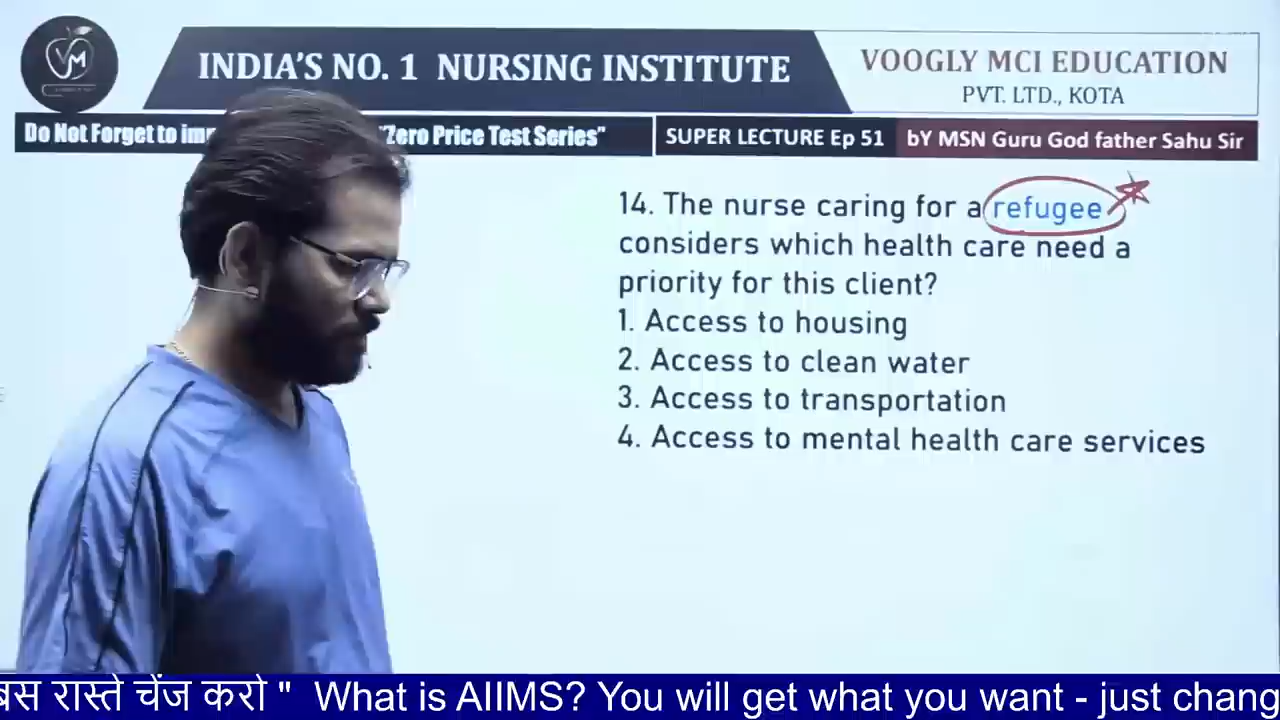 VM
INDIA'S NO. 1 NURSING INSTITUTE
VOOGLY MCI EDUCATION
PVT. LTD., KOTA
Do Not Forget to "Zero Price Test Series"
SUPER LECTURE Ep 51
bY MSN Guru God father Sahu Sir
14. The nurse caring for a refugee
considers which health care need a
priority for this client?
1. Access to housing
2. Access to clean water
3. Access to transportation
4. Access to mental health care services
बस रास्ते चेंज करो " What is AIIMS? You will get what you want - just chang